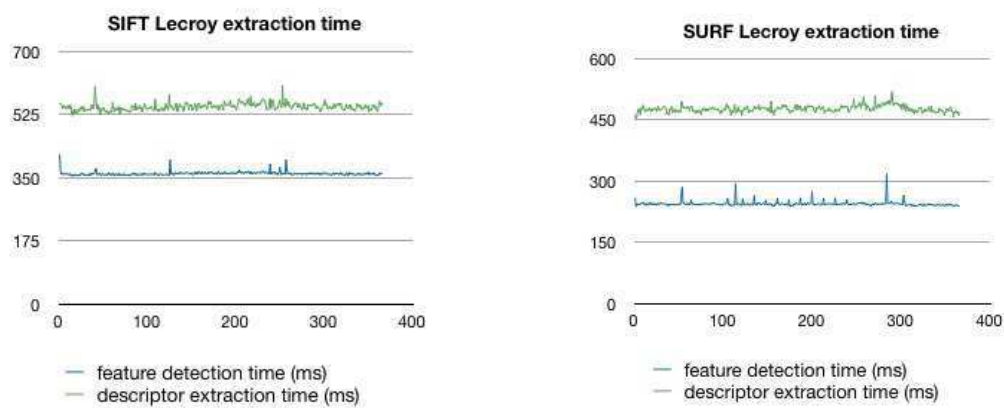 SIFT Lecroy extraction time
700
525
350
175
0
0 100 200 300 400
feature detection time (ms)
descriptor extraction time (ms)
SURF Lecroy extraction time
600
450
300
150
0
0 100 200 300 400
feature detection time (ms)
descriptor extraction time (ms)